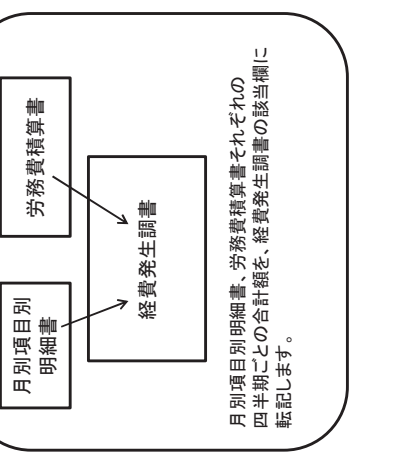 月別項目別
明細書
労務費積算書
経費発生調書
月別項目別明細書、労務費積算書それぞれの
四半期ごとの合計額を、経費発生調書の該当欄に
転記します。